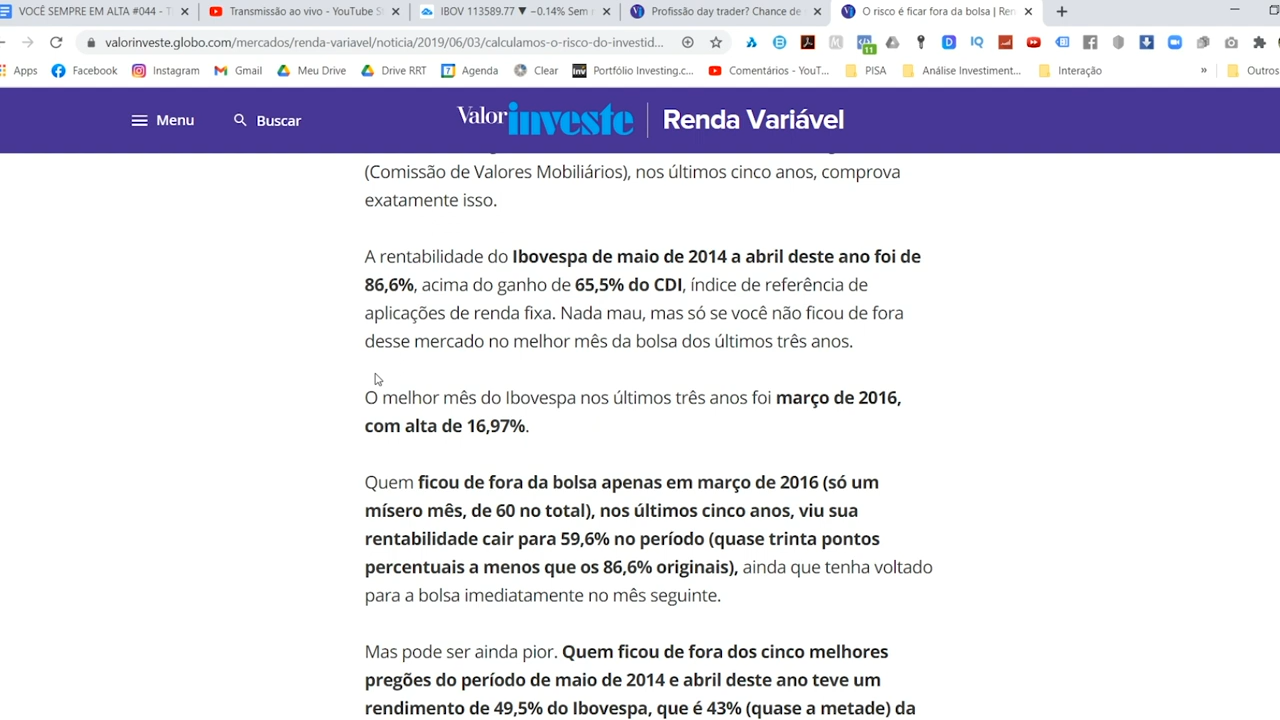 VOCÊ SEMPRE EM ALTA #044 - T
Transmissão ao vivo - YouTube S
IBOV 113589.77 ▼ −0.14% Sem
Profissão day trader? Chance de
O risco é ficar fora da bolsa | Ren
valorinveste.globo.com/mercados/renda-variavel/noticia/2019/06/03/calculamos-o-risco-do-investid...
11
Apps
Facebook
Instagram
Gmail
Meu Drive
Drive RRT
Agenda
Clear
Portfólio Investing.c...
Comentários - YouT...
PISA
Análise Investiment...
Interação
»
Outros
Menu
Buscar
Valor investe
Renda Variável
(Comissão de Valores Mobiliários), nos últimos cinco anos, comprova
exatamente isso.
A rentabilidade do Ibovespa de maio de 2014 a abril deste ano foi de
86,6%, acima do ganho de 65,5% do CDI, índice de referência de
aplicações de renda fixa. Nada mau, mas só se você não ficou de fora
desse mercado no melhor mês da bolsa dos últimos três anos.
O melhor mês do Ibovespa nos últimos três anos foi março de 2016,
com alta de 16,97%.
Quem ficou de fora da bolsa apenas em março de 2016 (só um
mísero mês, de 60 no total), nos últimos cinco anos, viu sua
rentabilidade cair para 59,6% no período (quase trinta pontos
percentuais a menos que os 86,6% originais), ainda que tenha voltado
para a bolsa imediatamente no mês seguinte.
Mas pode ser ainda pior. Quem ficou de fora dos cinco melhores
pregões do período de maio de 2014 e abril deste ano teve um
rendimento de 49,5% do Ibovespa, que é 43% (quase a metade) da